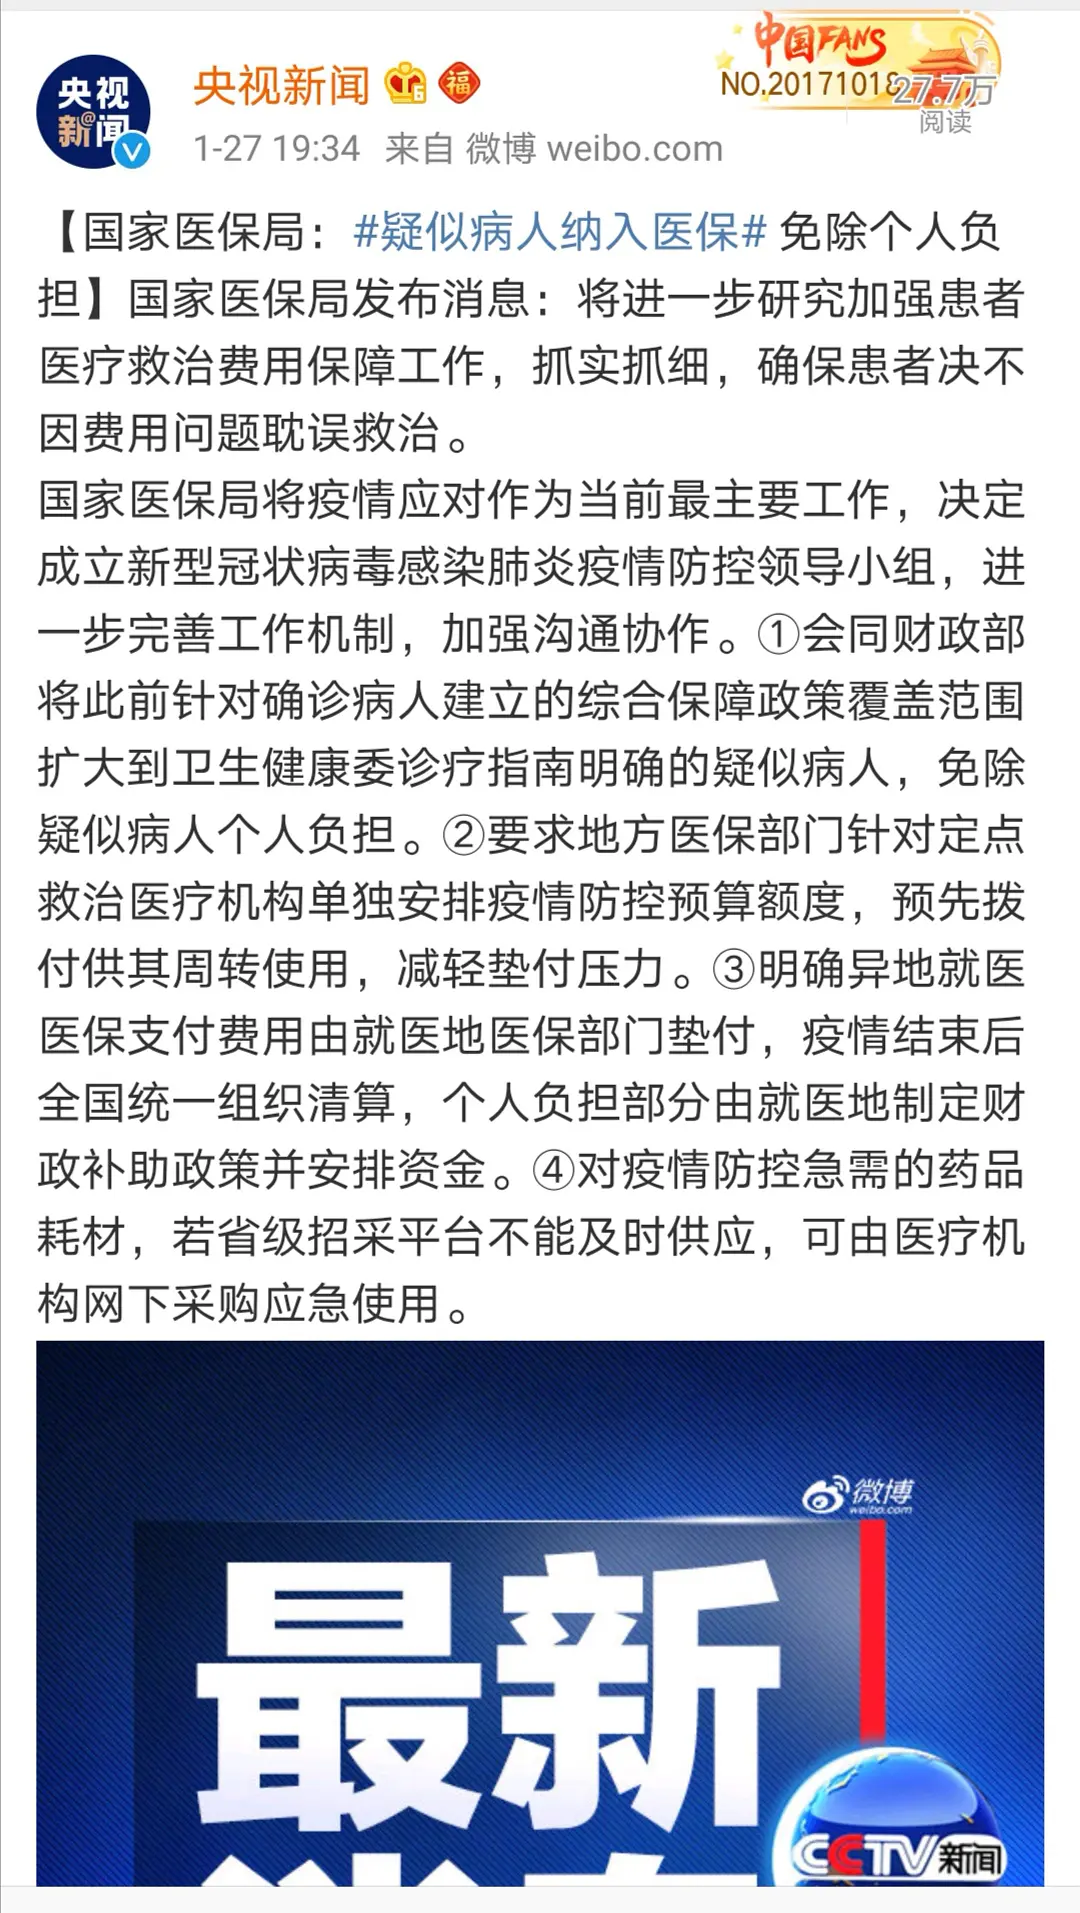 央视
新@闻
央视新闻
福
1-27 19:34 来自 微博 weibo.com
中国FANS
NO.20171018
27.7万
阅读
【国家医保局：#疑似病人纳入医保# 免除个人负
担】国家医保局发布消息：将进一步研究加强患者
医疗救治费用保障工作，抓实抓细，确保患者决不
因费用问题耽误救治。
国家医保局将疫情应对作为当前最主要工作，决定
成立新型冠状病毒感染肺炎疫情防控领导小组，进
一步完善工作机制，加强沟通协作。①会同财政部
将此前针对确诊病人建立的综合保障政策覆盖范围
扩大到卫生健康委诊疗指南明确的疑似病人，免除
疑似病人个人负担。②要求地方医保部门针对定点
救治医疗机构单独安排疫情防控预算额度，预先拨
付供其周转使用，减轻垫付压力。③明确异地就医
医保支付费用由就医地医保部门垫付，疫情结束后
全国统一组织清算，个人负担部分由就医地制定财
政补助政策并安排资金。④对疫情防控急需的药品
耗材，若省级招采平台不能及时供应，可由医疗机
构网下采购应急使用。
微博
weibo.com
最新
CCTV新闻